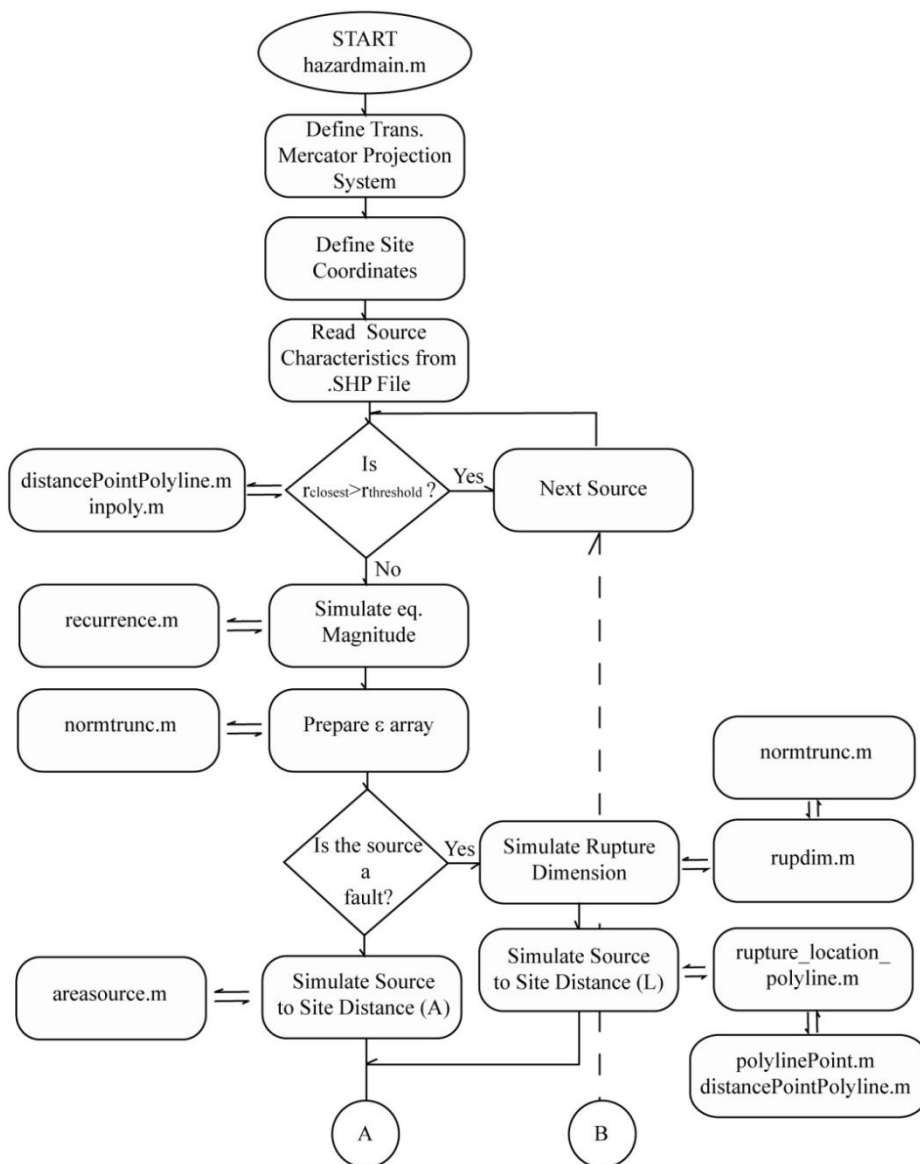 START
hazardmain.m
Define Trans.
Mercator Projection
System
Define Site
Coordinates
Read Source
Characteristics from
.SHP File
distancePointPolyline.m
inpoly.m
Is
rclosest>rthreshold ?
Yes
Next Source
No
recurrence.m
Simulate eq.
Magnitude
normtrunc.m
Prepare ε array
normtrunc.m
Is the source
a
fault?
Yes
Simulate Rupture
Dimension
rupdim.m
areasource.m
Simulate Source
to Site Distance (A)
Simulate Source
to Site Distance (L)
rupture_location_
polyline.m
polylinePoint.m
distancePointPolyline.m
A
B